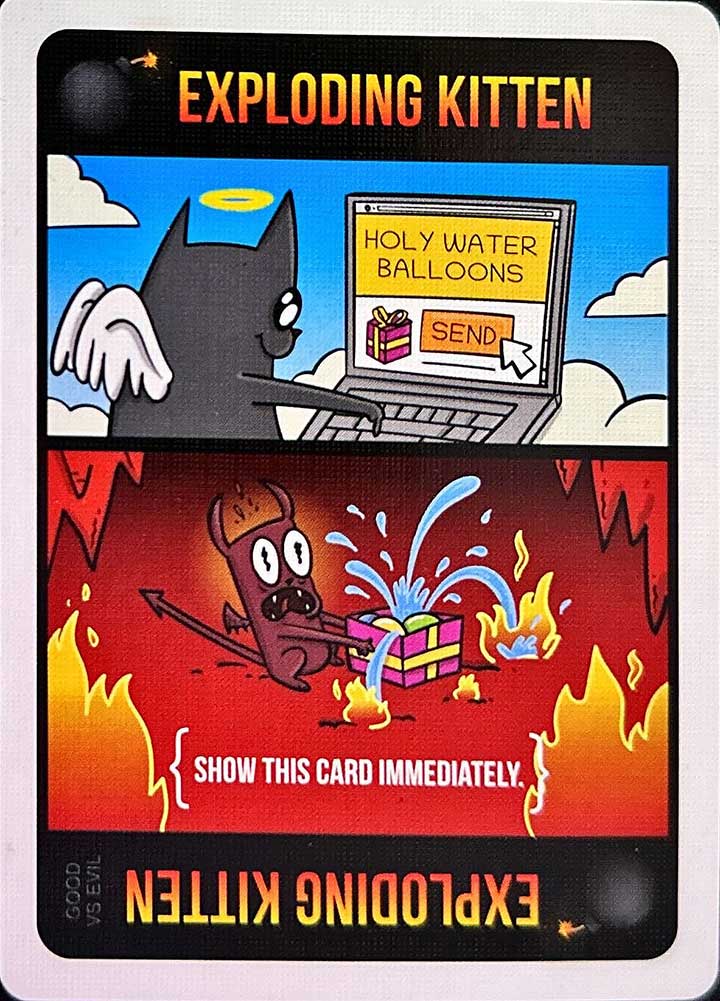 EXPLODING KITTEN
HOLY WATER
BALLOONS
SEND
{ SHOW THIS CARD IMMEDIATELY. }
GOOD
VS EVIL
EXPLODING KITTEN